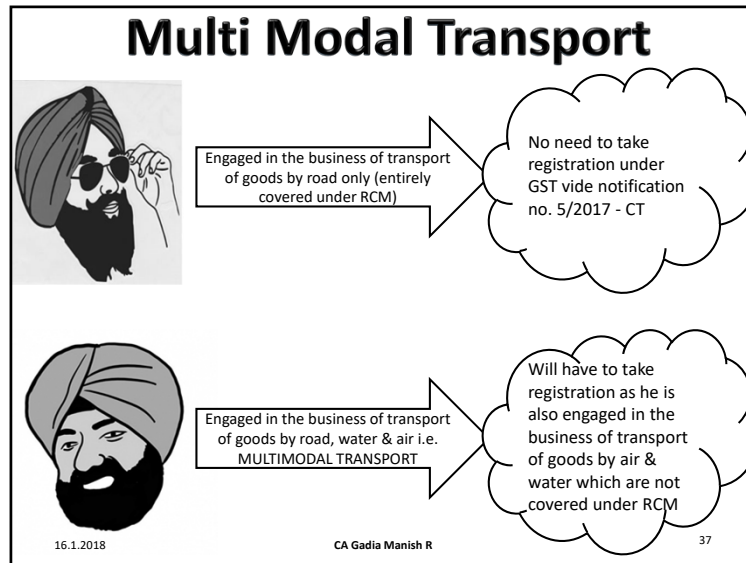 Multi Modal Transport
Engaged in the business of transport
of goods by road only (entirely
covered under RCM)
No need to take
registration under
GST vide notification
no. 5/2017 - CT
Engaged in the business of transport
of goods by road, water & air i.e.
MULTIMODAL TRANSPORT
Will have to take
registration as he is
also engaged in the
business of transport
of goods by air &
water which are not
covered under RCM
16.1.2018
CA Gadia Manish R
37